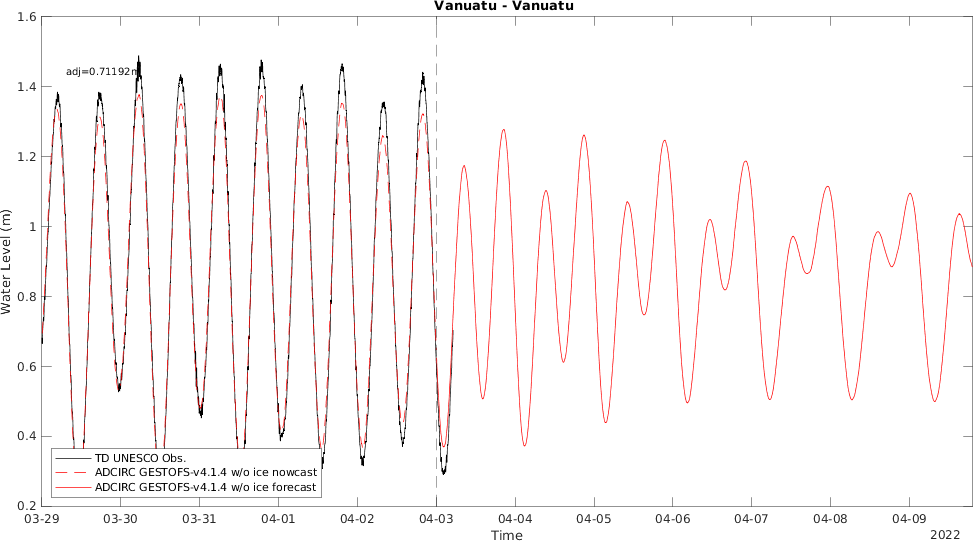 Vanuatu - Vanuatu
1.6
adj=0.71192m
1.4
1.2
1
0.8
0.6
0.4
0.2
Water Level (m)
TD UNESCO Obs.
ADCIRC GESTOFS-v4.1.4 w/o ice nowcast
ADCIRC GESTOFS-v4.1.4 w/o ice forecast
03-29 03-30 03-31 04-01 04-02 04-03 04-04 04-05 04-06 04-07 04-08 04-09
Time
2022